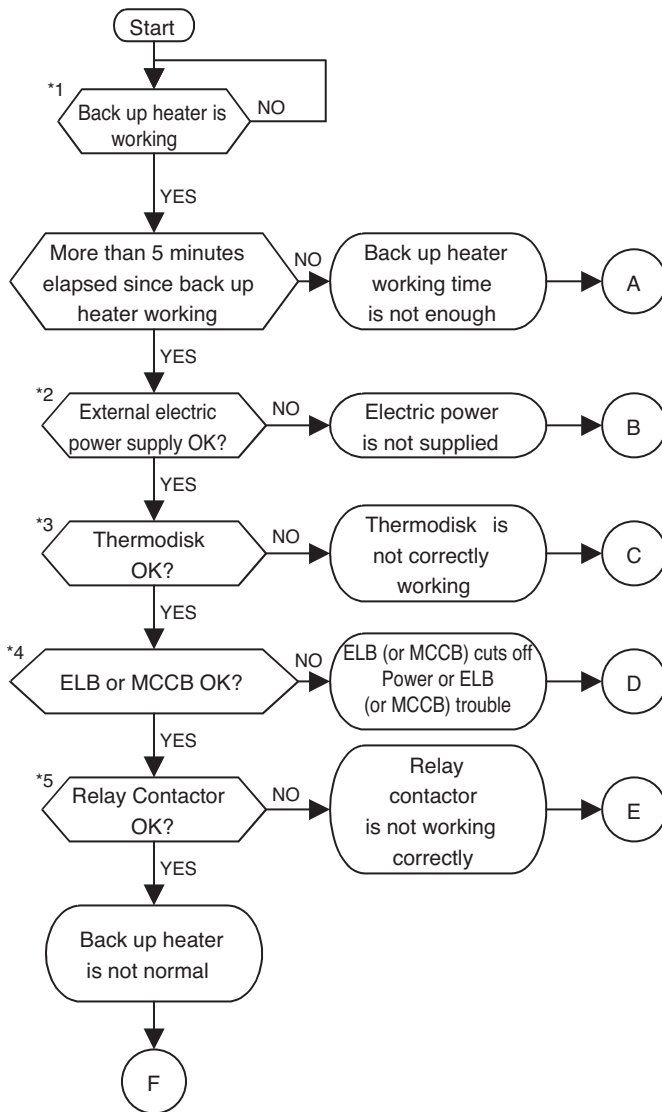 Start
*1
Back up heater is
working
NO
YES
More than 5 minutes
elapsed since back up
heater working
NO
Back up heater
working time
is not enough
A
YES
*2
External electric
power supply OK?
NO
Electric power
is not supplied
B
YES
*3
Thermodisk
OK?
NO
Thermodisk is
not correctly
working
C
YES
*4
ELB or MCCB OK?
NO
ELB (or MCCB) cuts off
Power or ELB
(or MCCB) trouble
D
YES
*5
Relay Contactor
OK?
NO
Relay
contactor
is not working
correctly
E
YES
Back up heater
is not normal
F